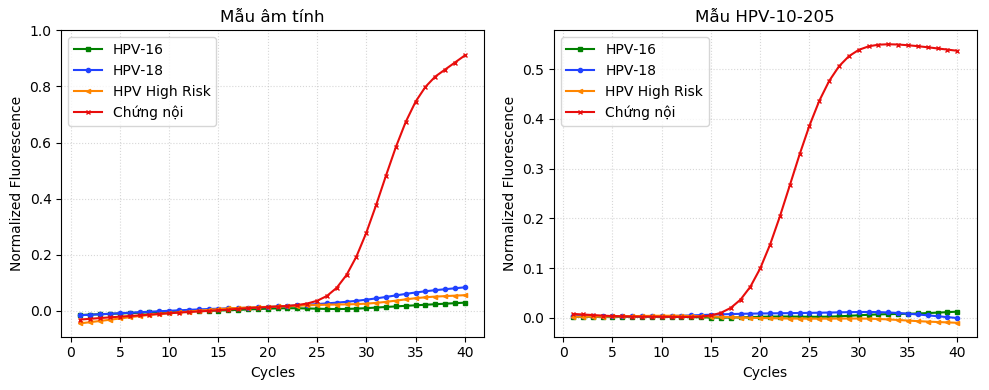 Mẫu âm tính
Normalized Fluorescence
1.0
0.8
0.6
0.4
0.2
0.0
HPV-16
HPV-18
HPV High Risk
Chứng nội
0 5 10 15 20 25 30 35 40
Cycles
Mẫu HPV-10-205
Normalized Fluorescence
0.5
0.4
0.3
0.2
0.1
0.0
HPV-16
HPV-18
HPV High Risk
Chứng nội
0 5 10 15 20 25 30 35 40
Cycles